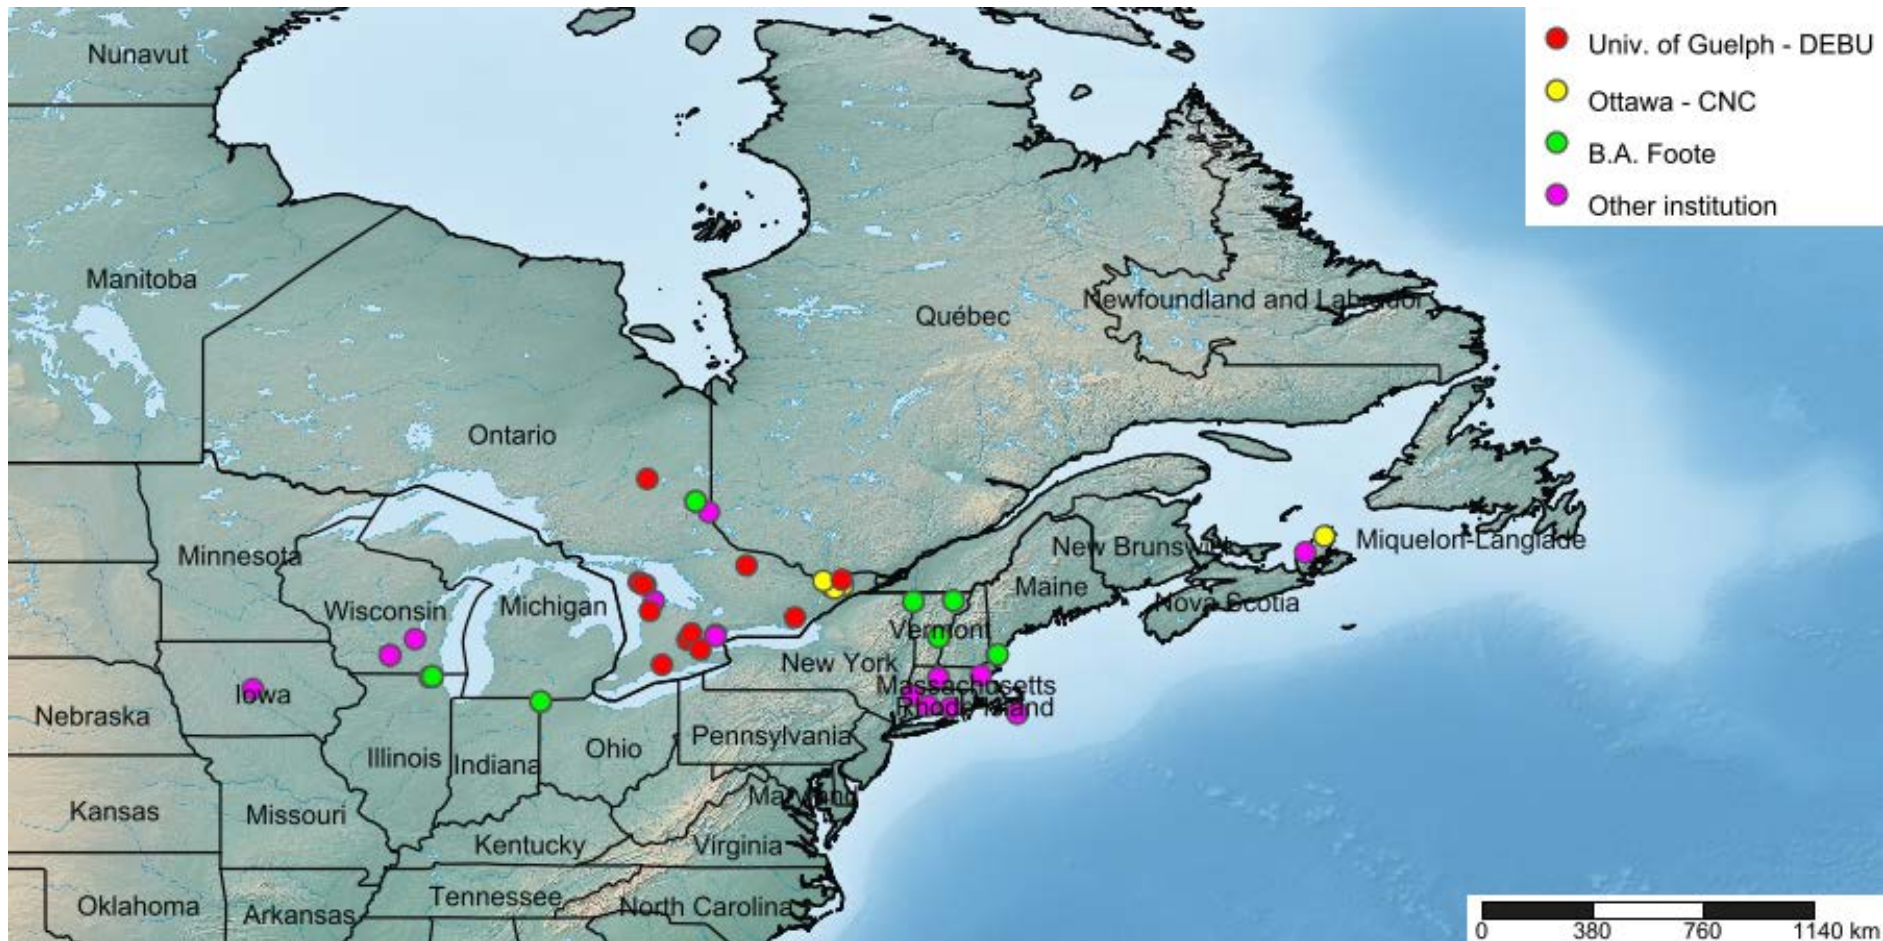 Nunavut
Univ. of Guelph - DEBU
Ottawa - CNC
B.A. Foote
Other institution
Manitoba
Newfoundland and Labrador
Québec
Ontario
Minnesota
New Brunswick
Miquelon-Langlade
Maine
Wisconsin
Michigan
Nova Scotia
Vermont
New York
Massachusetts
Iowa
Rhode Island
Nebraska
Pennsylvania
Illinois
Indiana
Ohio
Maryland
Kansas
Missouri
Kentucky
Virginia
Tennessee
Oklahoma
Arkansas
North Carolina
0 380 760 1140 km